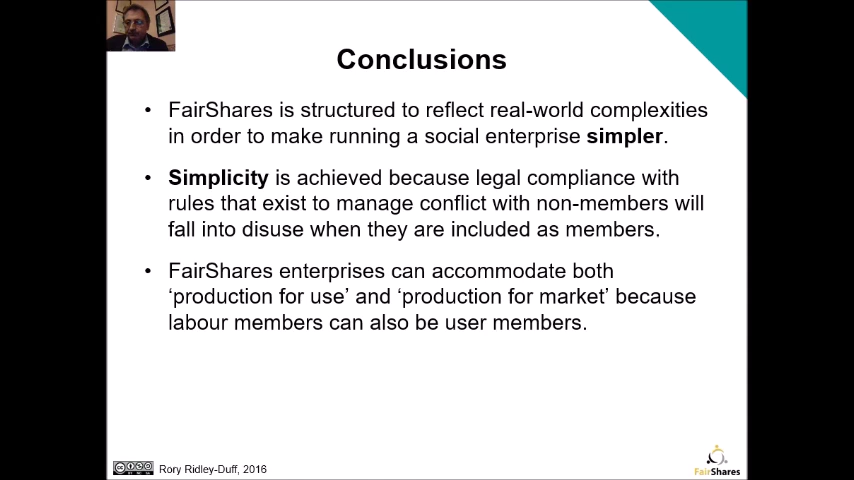 Conclusions
• FairShares is structured to reflect real-world complexities
in order to make running a social enterprise simpler.
• Simplicity is achieved because legal compliance with
rules that exist to manage conflict with non-members will
fall into disuse when they are included as members.
• FairShares enterprises can accommodate both
‘production for use’ and ‘production for market’ because
labour members can also be user members.
Rory Ridley-Duff, 2016
FairShares